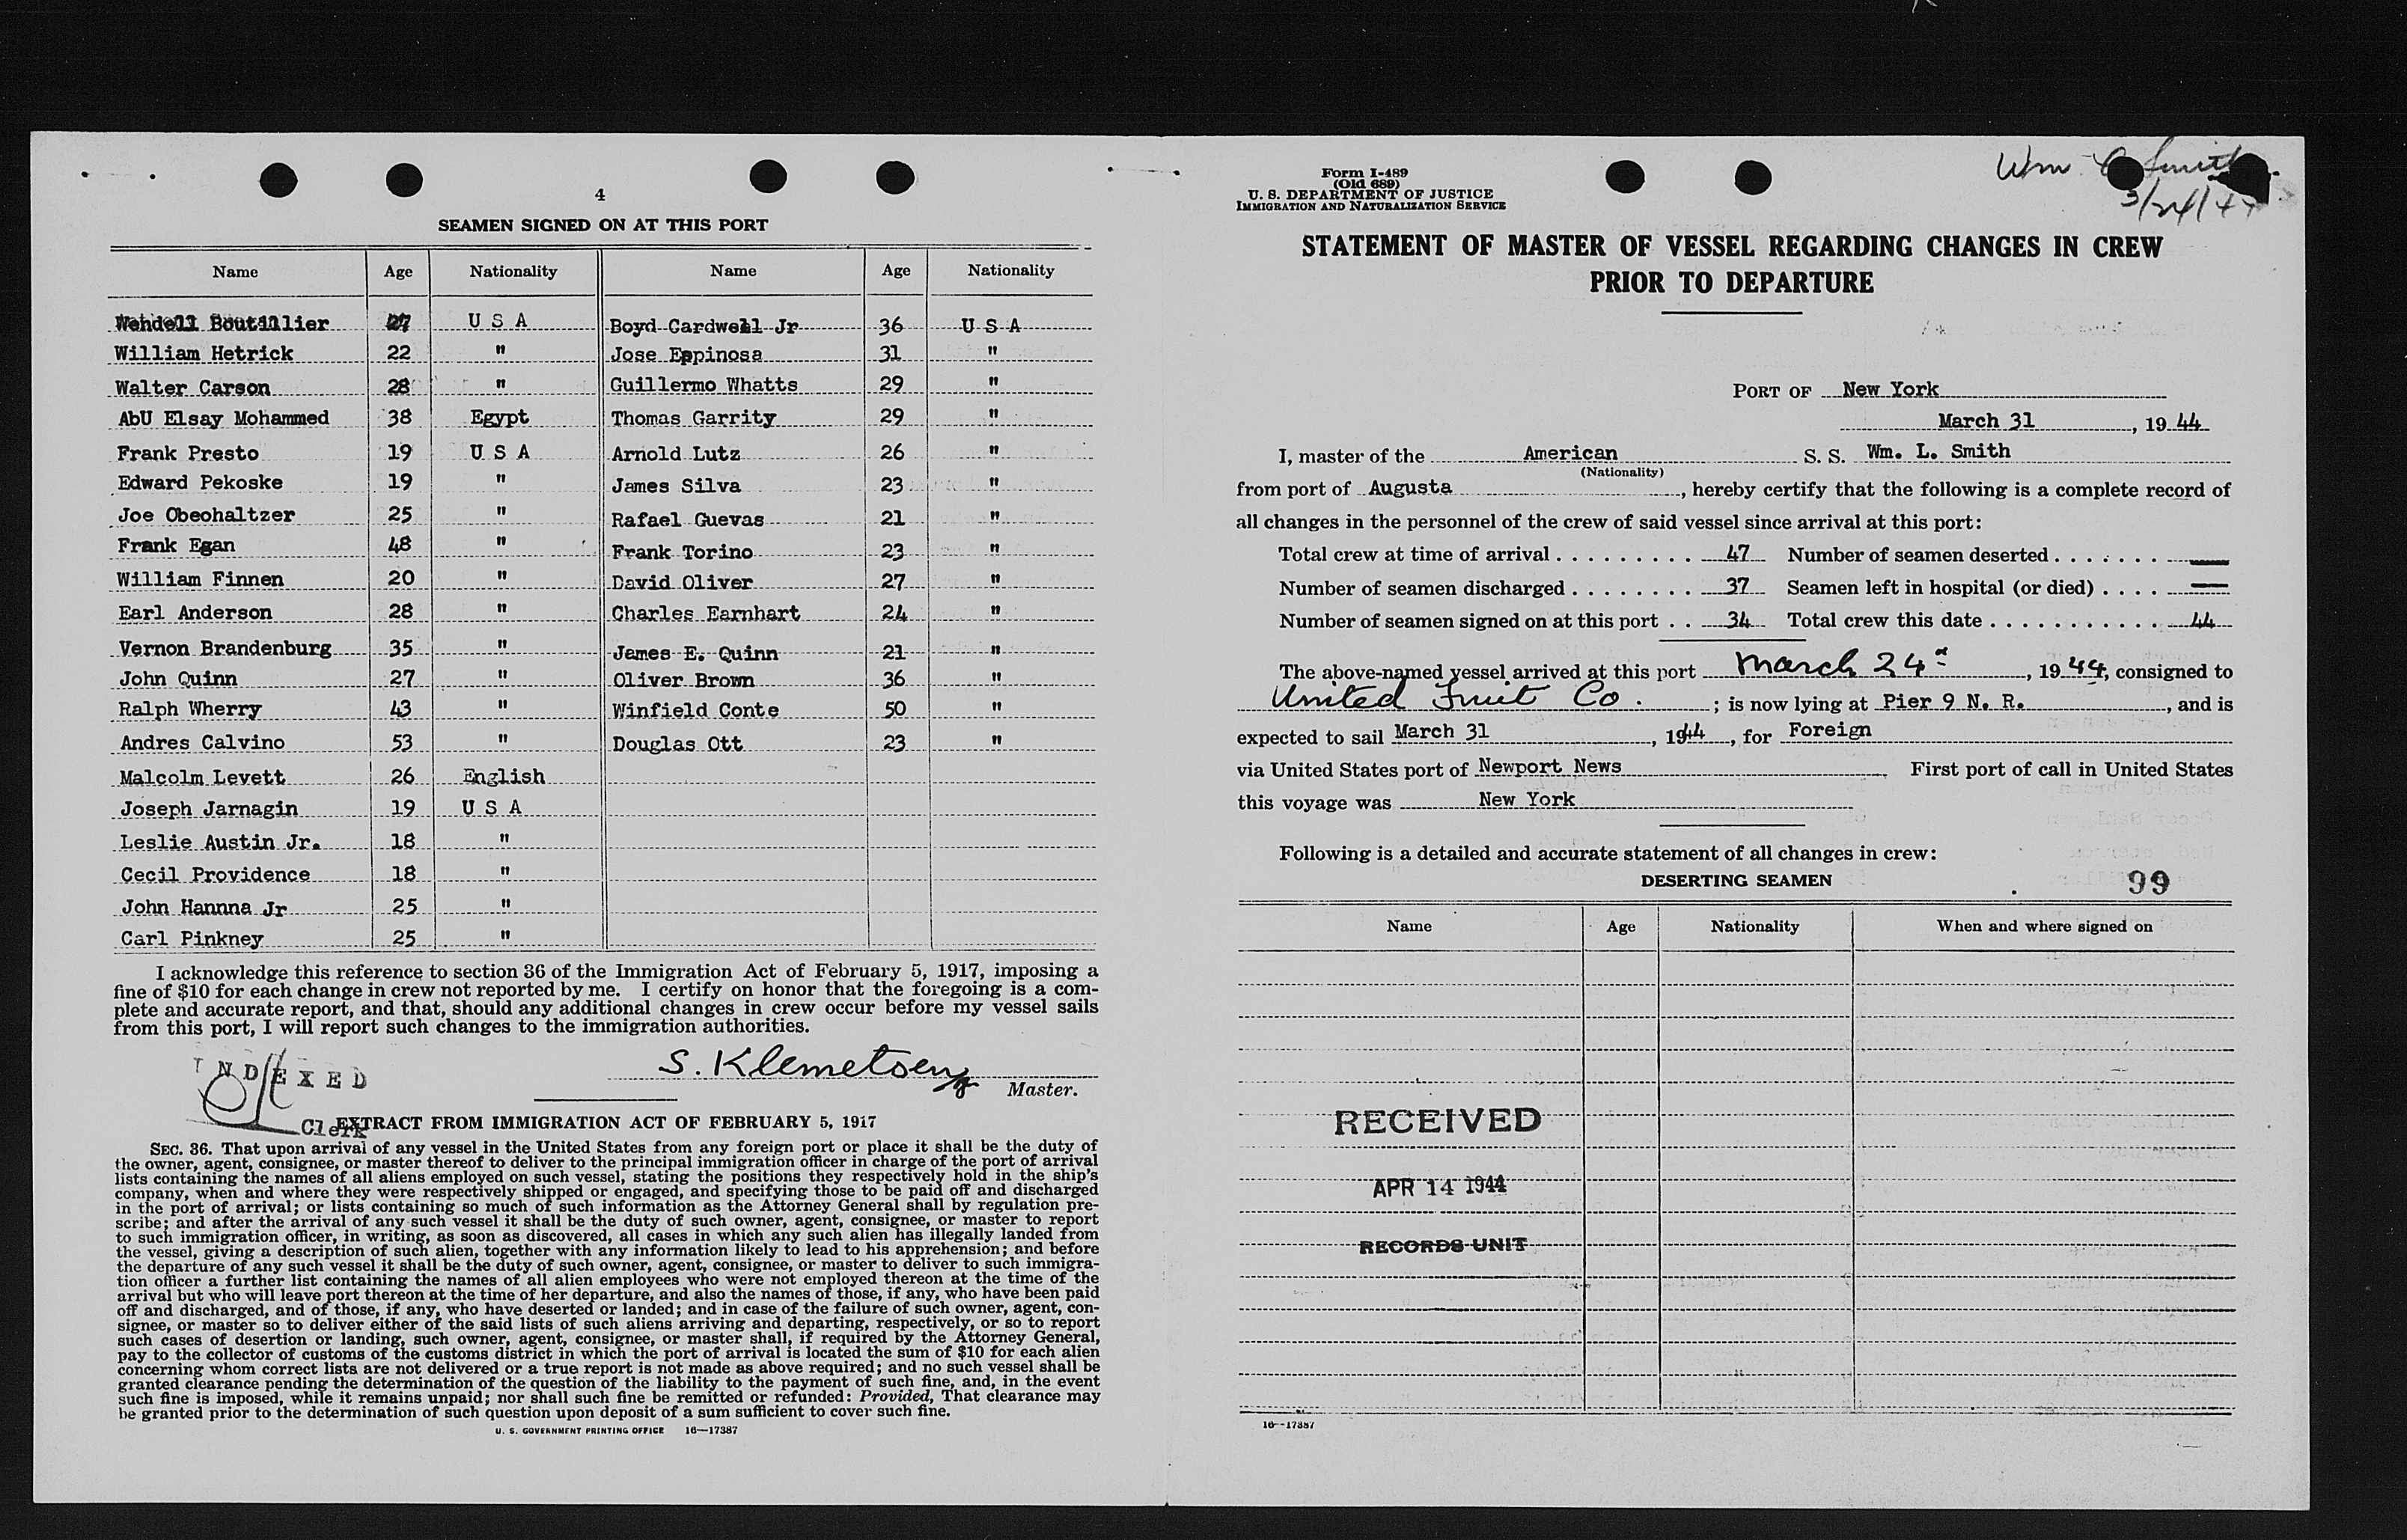 4
SEAMEN SIGNED ON AT THIS PORT
Name Age Nationality Name Age Nationality
Wendell Boutillier 27 U S A Boyd Cardwell Jr 36 U S A
William Hetrick 22 " Jose Espinosa 31 "
Walter Carson 28 " Guillermo Whatts 29 "
AbU Elsay Mohammed 38 Egypt Thomas Garrity 29 "
Frank Presto 19 U S A Arnold Lutz 26 "
Edward Pekoske 19 " James Silva 23 "
Joe Obeohaltzer 25 " Rafael Guevas 21 "
Frank Egan 48 " Frank Torino 23 "
William Finnen 20 " David Oliver 27 "
Earl Anderson 28 " Charles Earnhart 24 "
Vernon Brandenburg 35 " James E. Quinn 21 "
John Quinn 27 " Oliver Brown 36 "
Ralph Wherry 43 " Winfield Conte 50 "
Andres Calvino 53 " Douglas Ott 23 "
Malcolm Levett 26 English
Joseph Jarnagin 19 U S A
Leslie Austin Jr. 18 "
Cecil Providence 18 "
John Hannna Jr 25 "
Carl Pinkney 25 "
I acknowledge this reference to section 36 of the Immigration Act of February 5, 1917, imposing a
fine of $10 for each change in crew not reported by me. I certify on honor that the foregoing is a com-
plete and accurate report, and that, should any additional changes in crew occur before my vessel sails
from this port, I will report such changes to the immigration authorities.
INDEXED
S. Klemetsen
Master.
Clerk
EXTRACT FROM IMMIGRATION ACT OF FEBRUARY 5, 1917
SEC. 36. That upon arrival of any vessel in the United States from any foreign port or place it shall be the duty of
the owner, agent, consignee, or master thereof to deliver to the principal immigration officer in charge of the port of arrival
lists containing the names of all aliens employed on such vessel, stating the positions they respectively hold in the ship's
company, when and where they were respectively shipped or engaged, and specifying those to be paid off and discharged
in the port of arrival; or lists containing so much of such information as the Attorney General shall by regulation pre-
scribe; and after the arrival of any such vessel it shall be the duty of such owner, agent, consignee, or master to report
to such immigration officer, in writing, as soon as discovered, all cases in which any such alien has illegally landed from
the vessel, giving a description of such alien, together with any information likely to lead to his apprehension; and before
the departure of any such vessel it shall be the duty of such owner, agent, consignee, or master to deliver to such immigra-
tion officer a further list containing the names of all alien employees who were not employed thereon at the time of the
arrival but who will leave port thereon at the time of her departure, and also the names of those, if any, who have been paid
off and discharged, and of those, if any, who have deserted or landed; and in case of the failure of such owner, agent, con-
signee, or master so to deliver either of the said lists of such aliens arriving and departing, respectively, or so to report
such cases of desertion or landing, such owner, agent, consignee, or master shall, if required by the Attorney General,
pay to the collector of customs of the customs district in which the port of arrival is located the sum of $10 for each alien
concerning whom correct lists are not delivered or a true report is not made as above required; and no such vessel shall be
granted clearance pending the determination of the question of the liability to the payment of such fine, and, in the event
such fine is imposed, while it remains unpaid; nor shall such fine be remitted or refunded: Provided, That clearance may
be granted prior to the determination of such question upon deposit of a sum sufficient to cover such fine.
U. S. GOVERNMENT PRINTING OFFICE 16—17387
Form I-489
(Old 689)
U. S. DEPARTMENT OF JUSTICE
IMMIGRATION AND NATURALIZATION SERVICE
Wm. Smith
3/24/44
STATEMENT OF MASTER OF VESSEL REGARDING CHANGES IN CREW
PRIOR TO DEPARTURE
PORT OF New York
March 31, 1944
I, master of the American S. S. Wm. L. Smith
(Nationality)
from port of Augusta, hereby certify that the following is a complete record of
all changes in the personnel of the crew of said vessel since arrival at this port:
Total crew at time of arrival . . . . . . . . . . 47 Number of seamen deserted . . . . . . . . —
Number of seamen discharged . . . . . . . . 37 Seamen left in hospital (or died) . . . . —
Number of seamen signed on at this port . . 34 Total crew this date . . . . . . . . . . . . 44
The above-named vessel arrived at this port March 24th, 1944, consigned to
United Fruit Co. ; is now lying at Pier 9 N. R., and is
expected to sail March 31, 1944, for Foreign
via United States port of Newport News First port of call in United States
this voyage was New York
Following is a detailed and accurate statement of all changes in crew:
DESERTING SEAMEN
99
Name Age Nationality When and where signed on
RECEIVED
APR 14 1944
RECORDS UNIT
16—17387